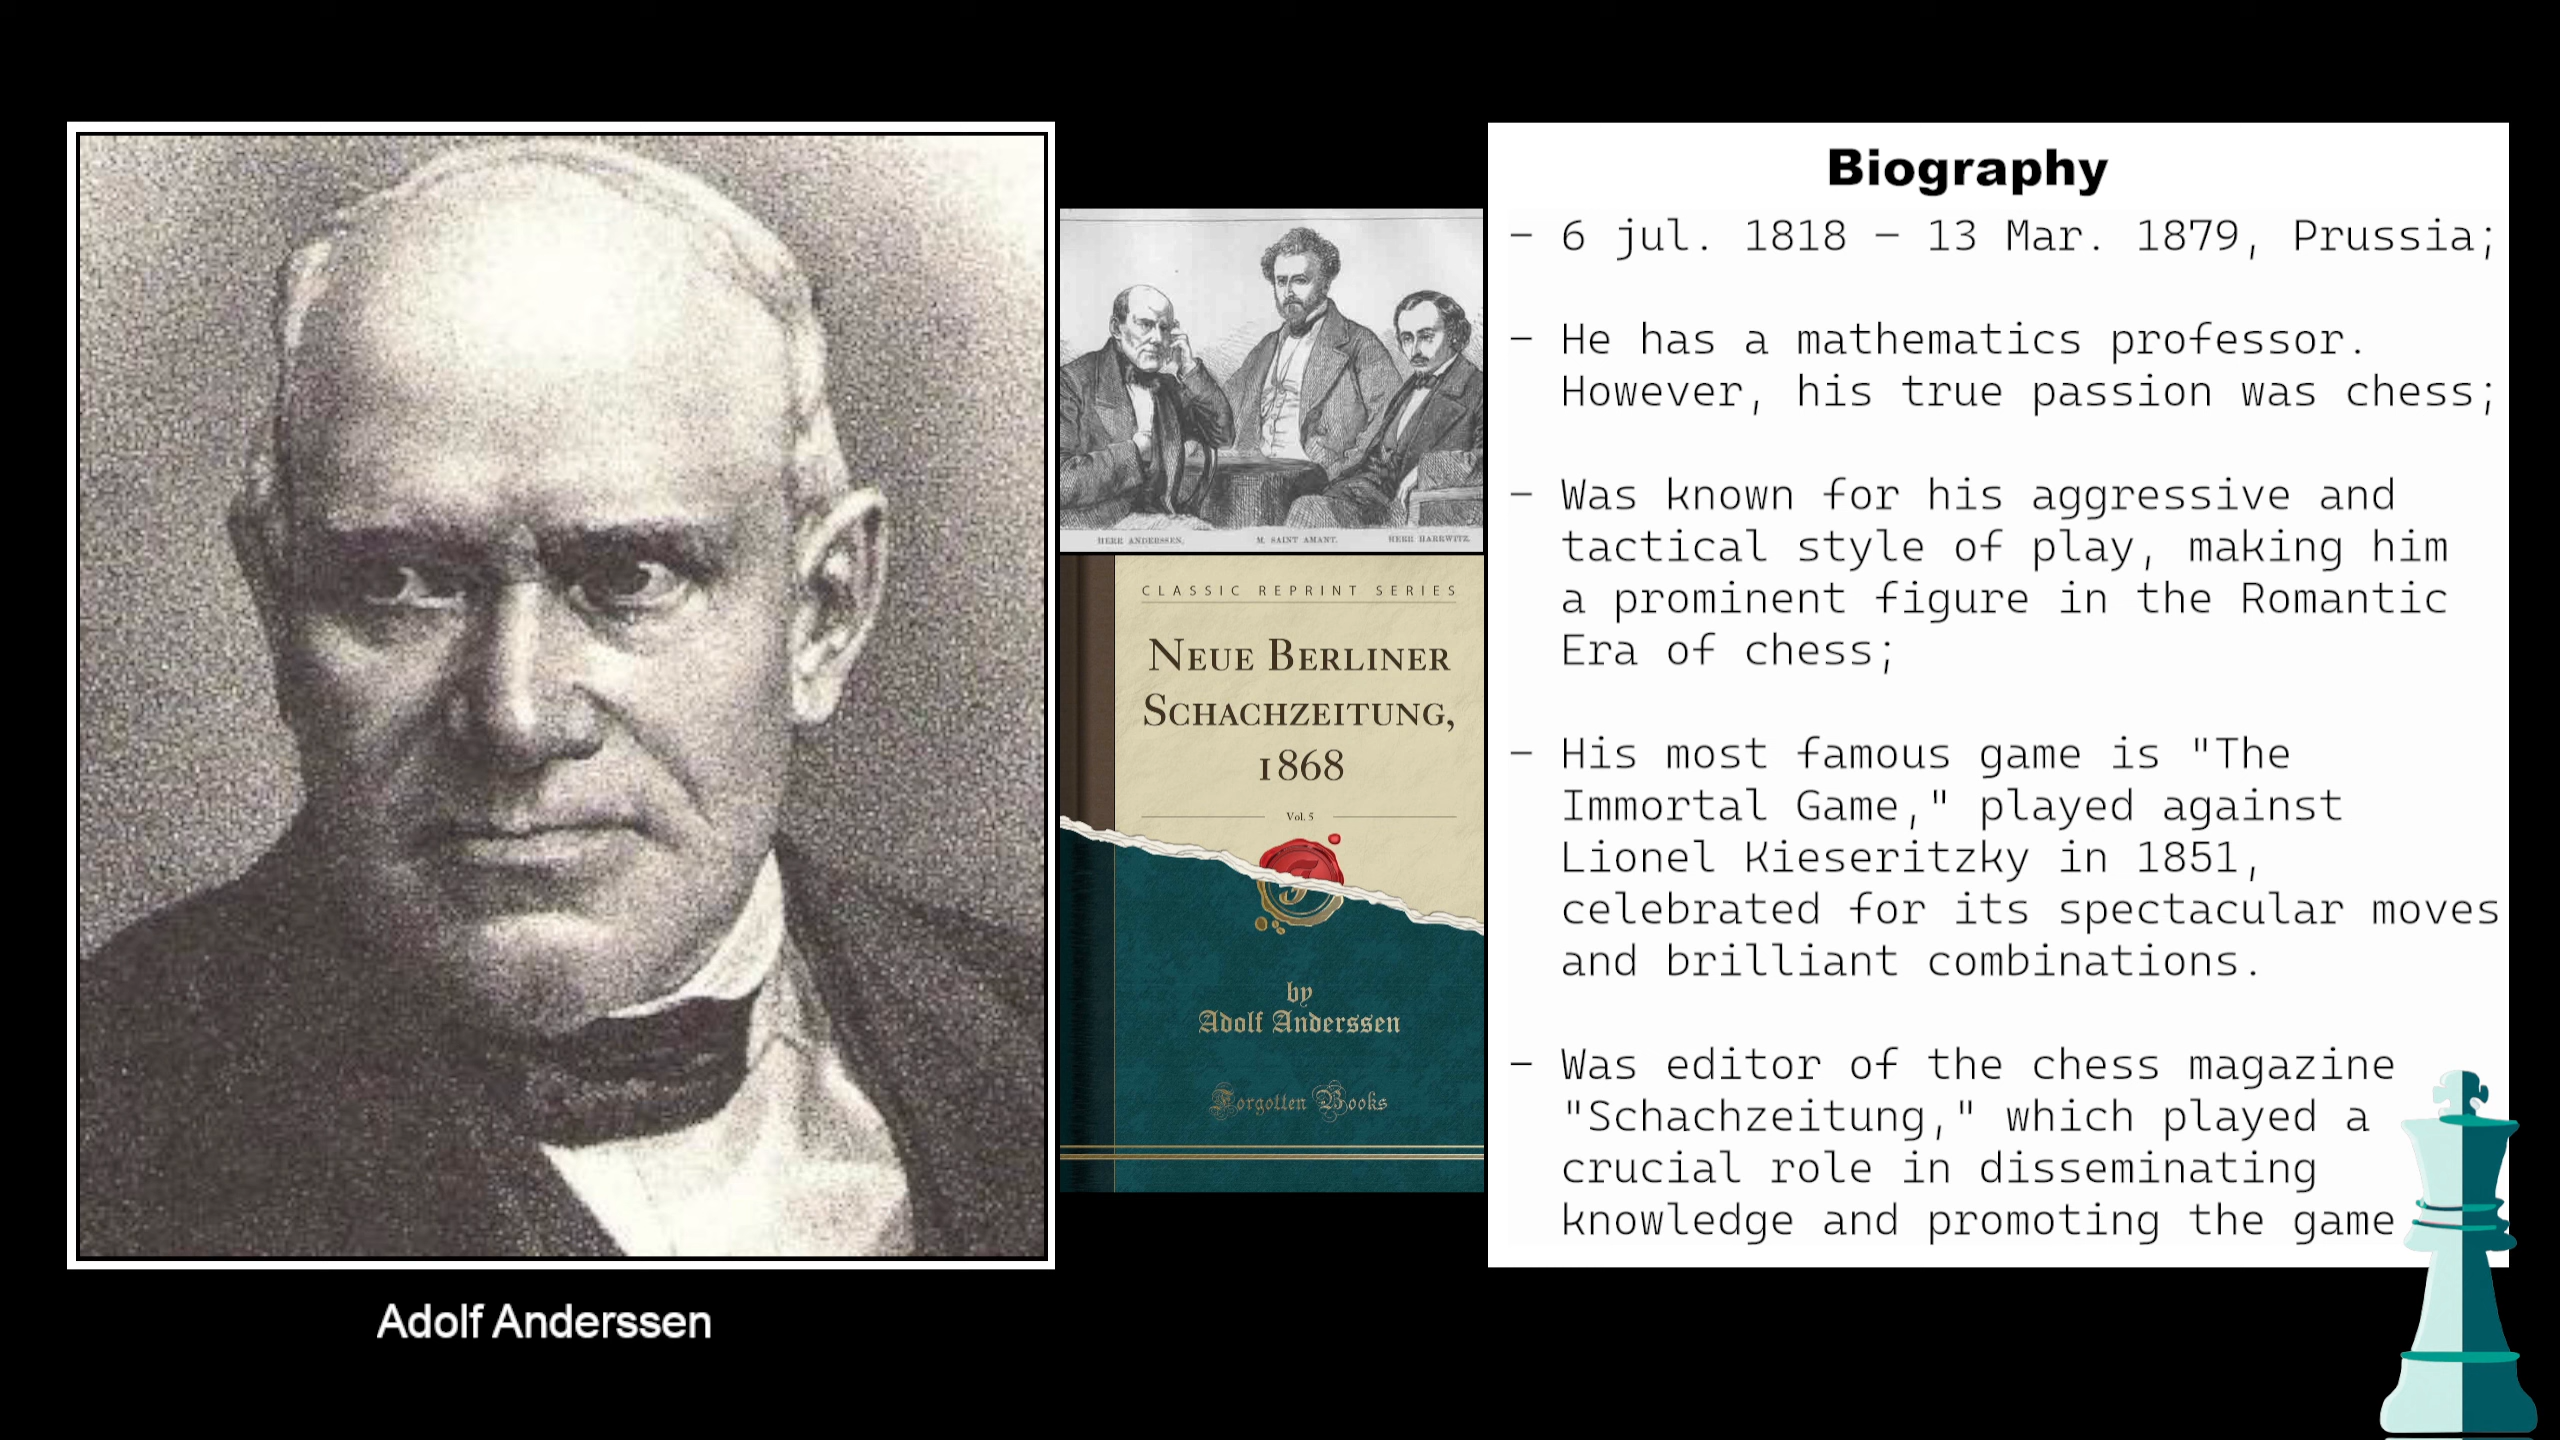 Biography
– 6 jul. 1818 – 13 Mar. 1879, Prussia;
– He has a mathematics professor.
However, his true passion was chess;
– Was known for his aggressive and
tactical style of play, making him
a prominent figure in the Romantic
Era of chess;
– His most famous game is "The
Immortal Game," played against
Lionel Kieseritzky in 1851,
celebrated for its spectacular moves
and brilliant combinations.
– Was editor of the chess magazine
"Schachzeitung," which played a
crucial role in disseminating
knowledge and promoting the game
HERR ANDERSSEN, M. SAINT AMANT. HERR HARRWITZ.
CLASSIC REPRINT SERIES
NEUE BERLINER
SCHACHZEITUNG,
1868
Vol. 5
by
Adolf Anderssen
Forgotten Books
Adolf Anderssen